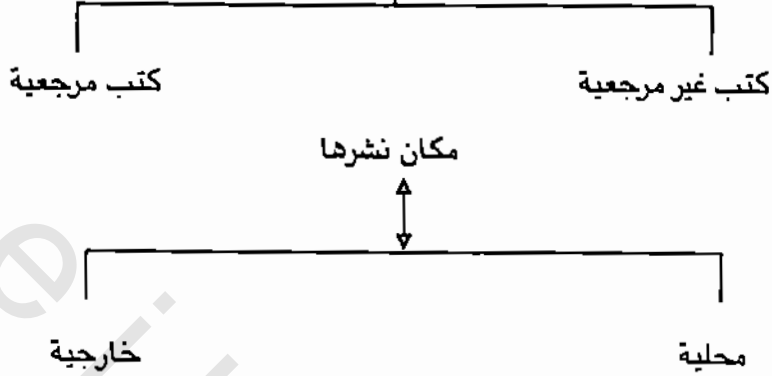 كتب غير مرجعية كتب مرجعية
مكان نشرها
محلية خارجية